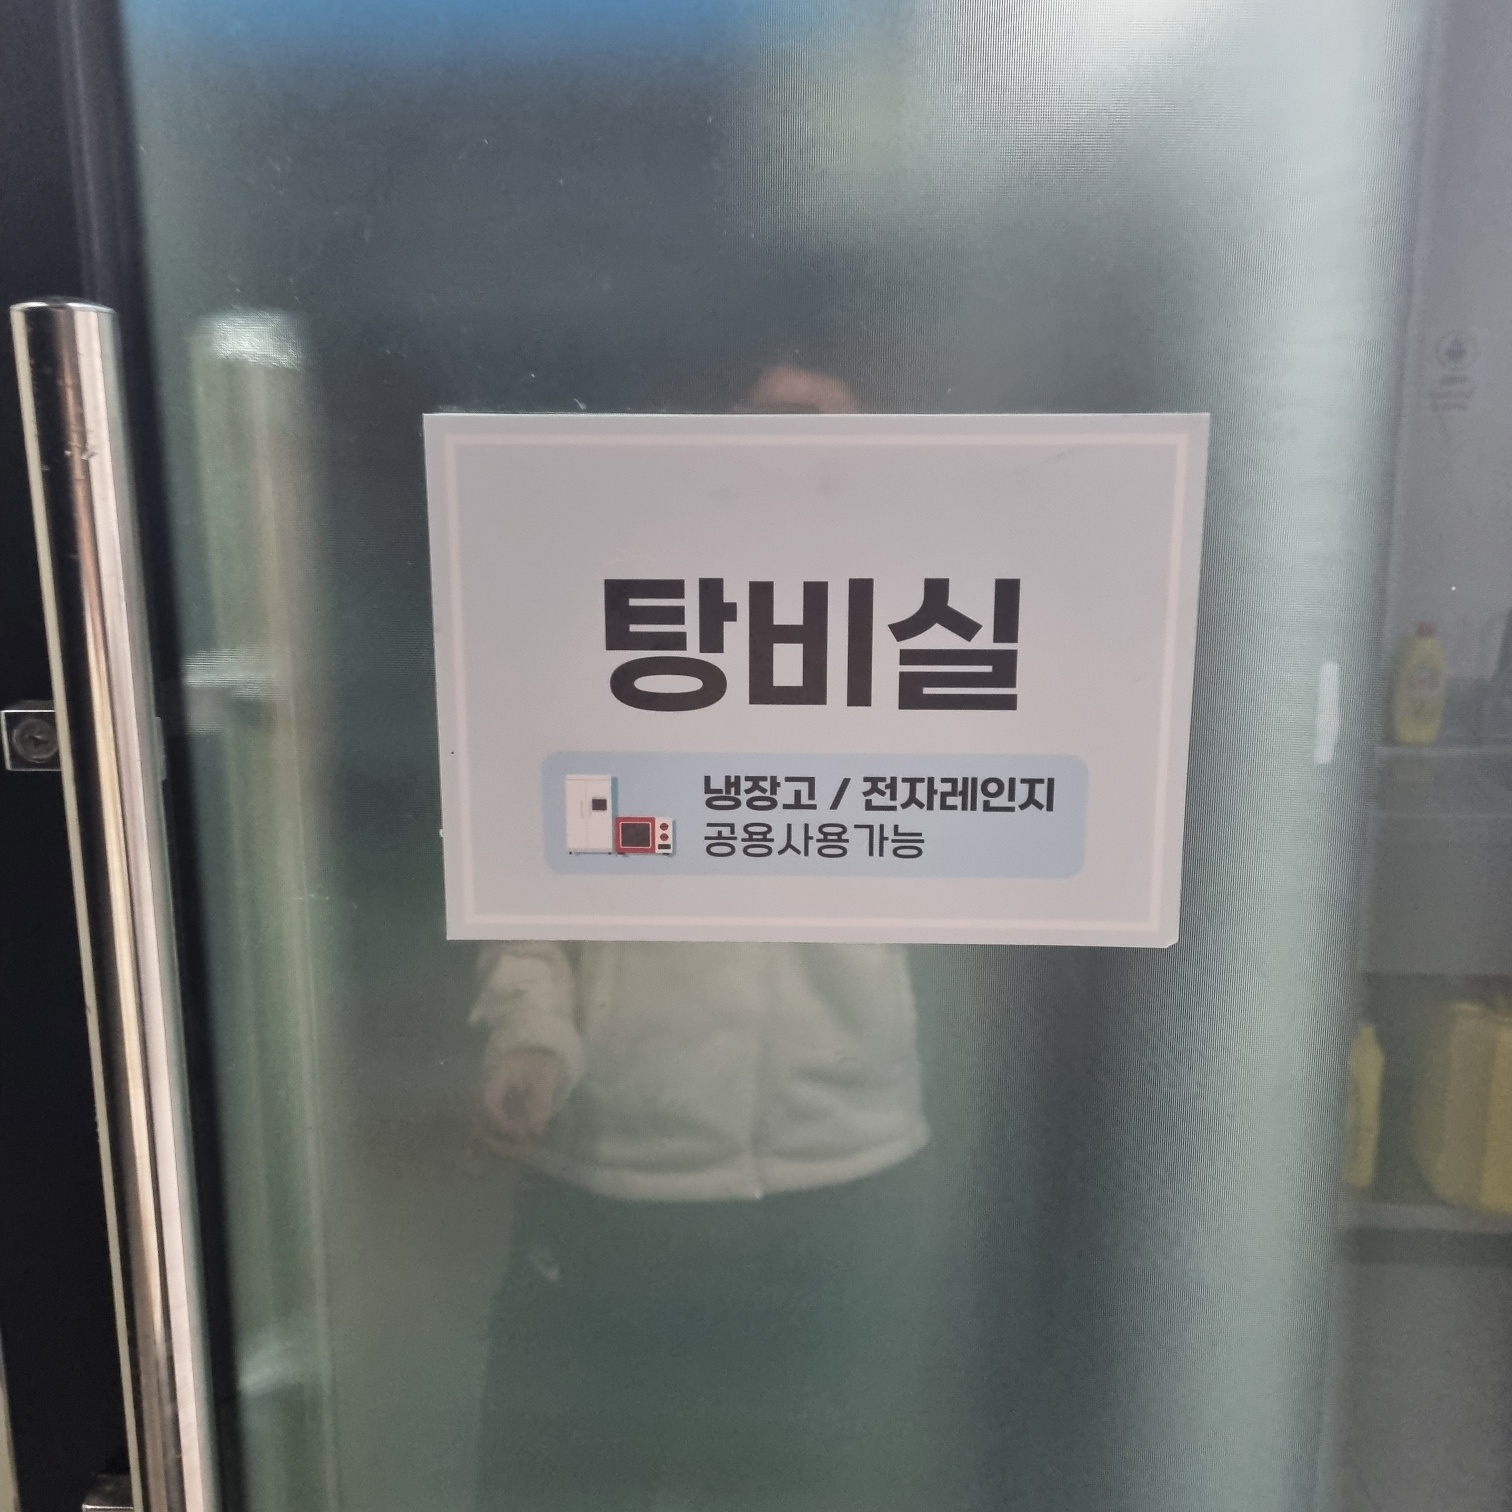 탕비실
냉장고 / 전자레인지
공용사용가능